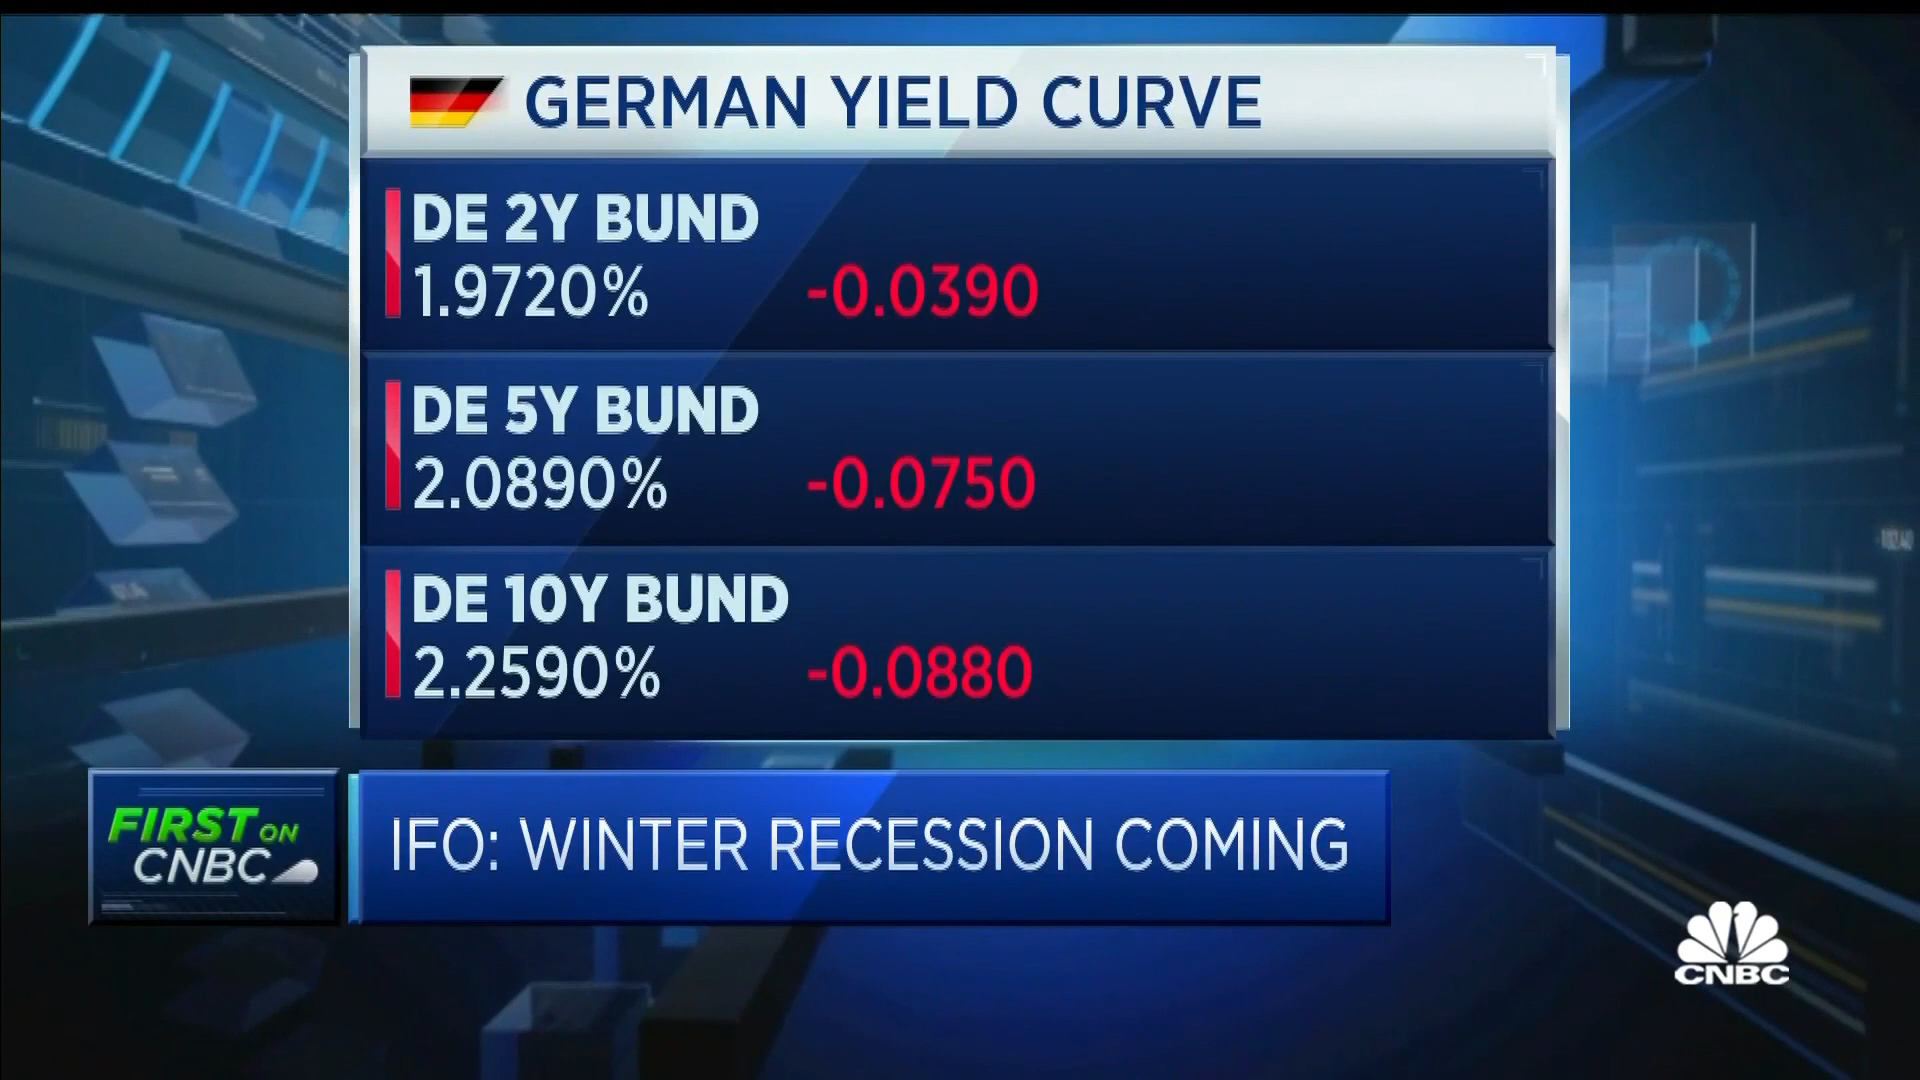 GERMAN YIELD CURVE
DE 2Y BUND
1.9720% -0.0390
DE 5Y BUND
2.0890% -0.0750
DE 10Y BUND
2.2590% -0.0880
FIRST ON
CNBC
IFO: WINTER RECESSION COMING
CNBC